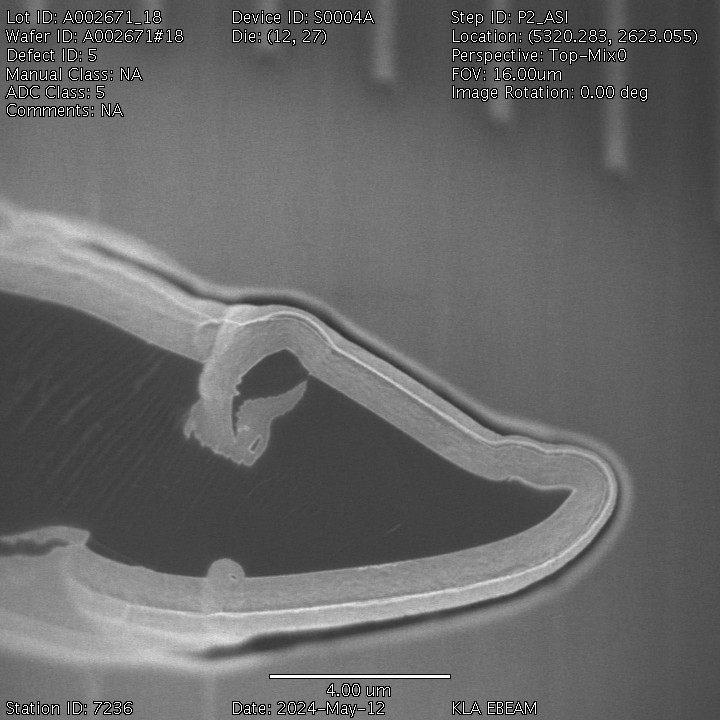 Lot ID: A002671_18
Wafer ID: A002671#18
Defect ID: 5
Manual Class: NA
ADC Class: 5
Comments: NA
Device ID: S0004A
Die: (12, 27)
Step ID: P2_ASI
Location: (5320.283, 2623.055)
Perspective: Top-Mix0
FOV: 16.00um
Image Rotation: 0.00 deg
4.00 um
Station ID: 7236
Date: 2024-May-12
KLA EBEAM